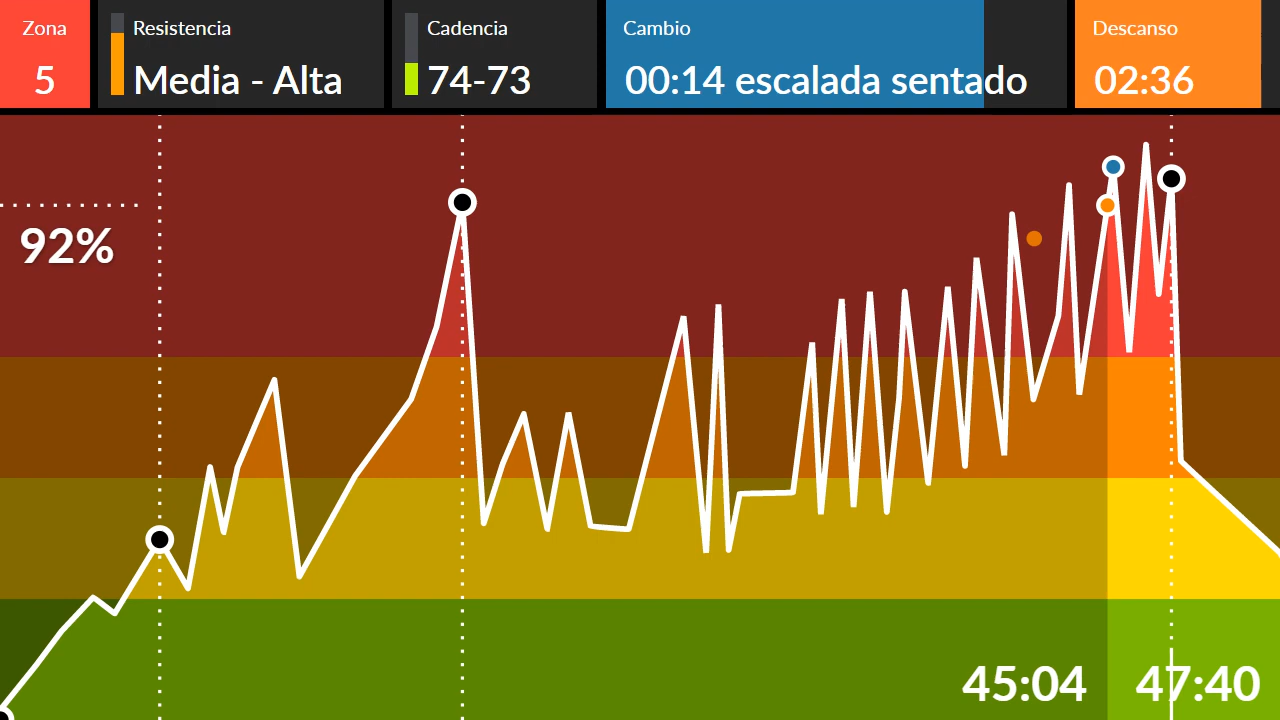 Zona
5
Resistencia
Media - Alta
Cadencia
74-73
Cambio
00:14 escalada sentado
Descanso
02:36
92%
45:04
47:40